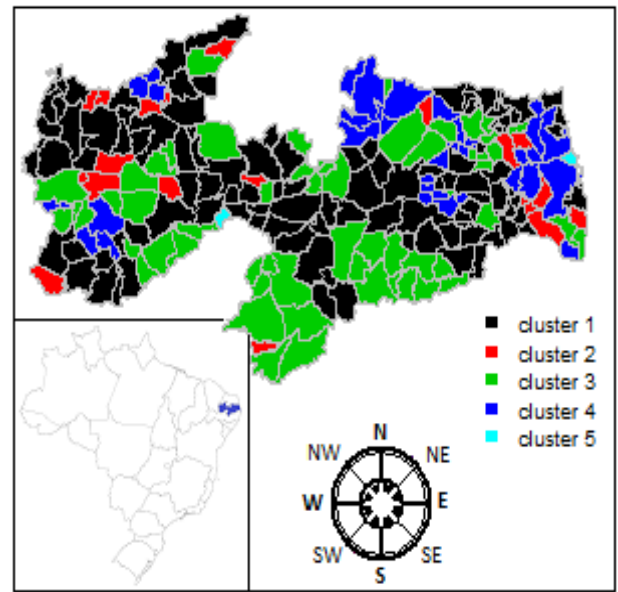 cluster 1
cluster 2
cluster 3
cluster 4
cluster 5
N
NW
NE
W
E
SW
SE
S